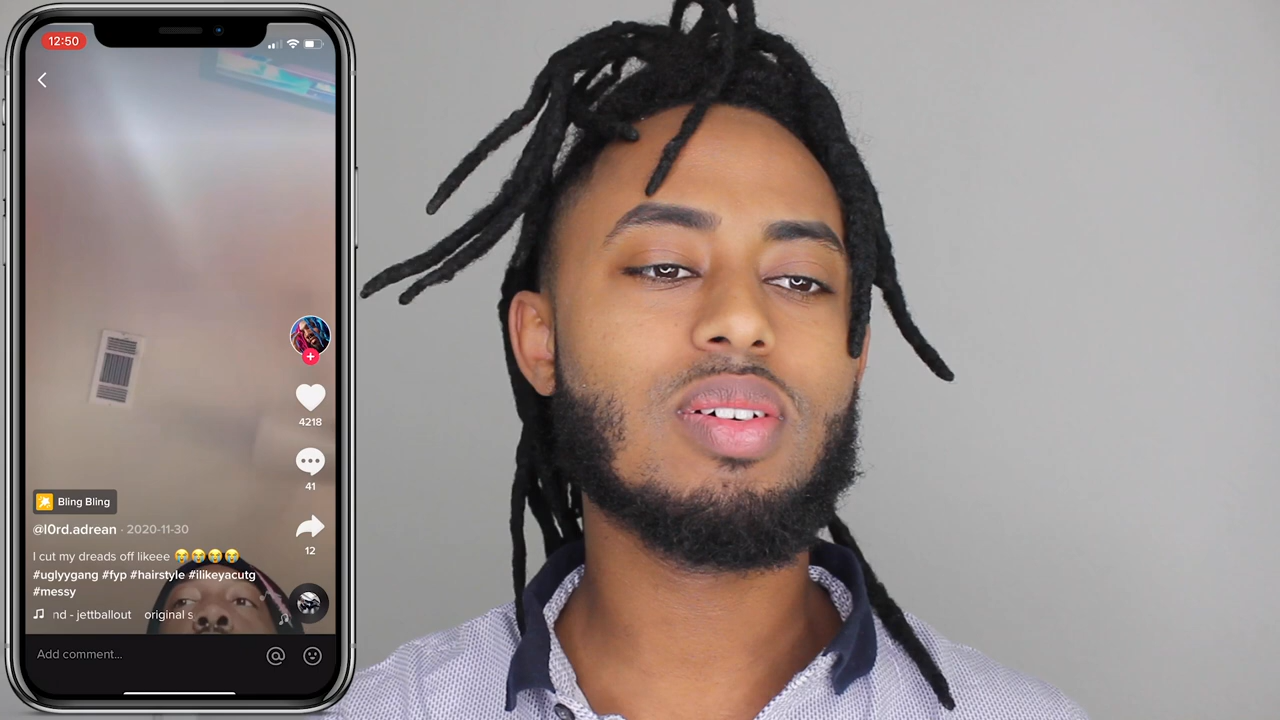 12:50
4218
41
Bling Bling
@l0rd.adrean · 2020-11-30
12
I cut my dreads off likeee 😭😭😭😭
#uglyygang #fyp #hairstyle #ilikeyacutg
#messy
nd - jettballout original s
Add comment...